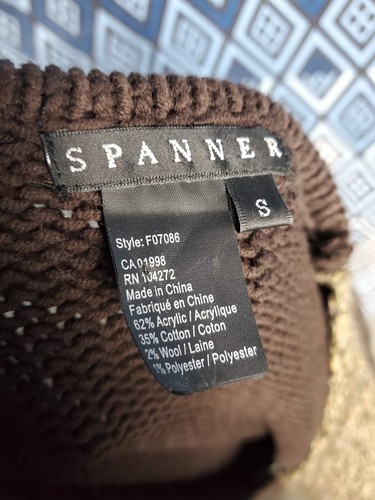 SPANNER
S
Style: F07086
CA 01998
RN 104272
Made in China
Fabriqué en Chine
62% Acrylic / Acrylique
35% Cotton / Coton
2% Wool / Laine
1% Polyester / Polyester